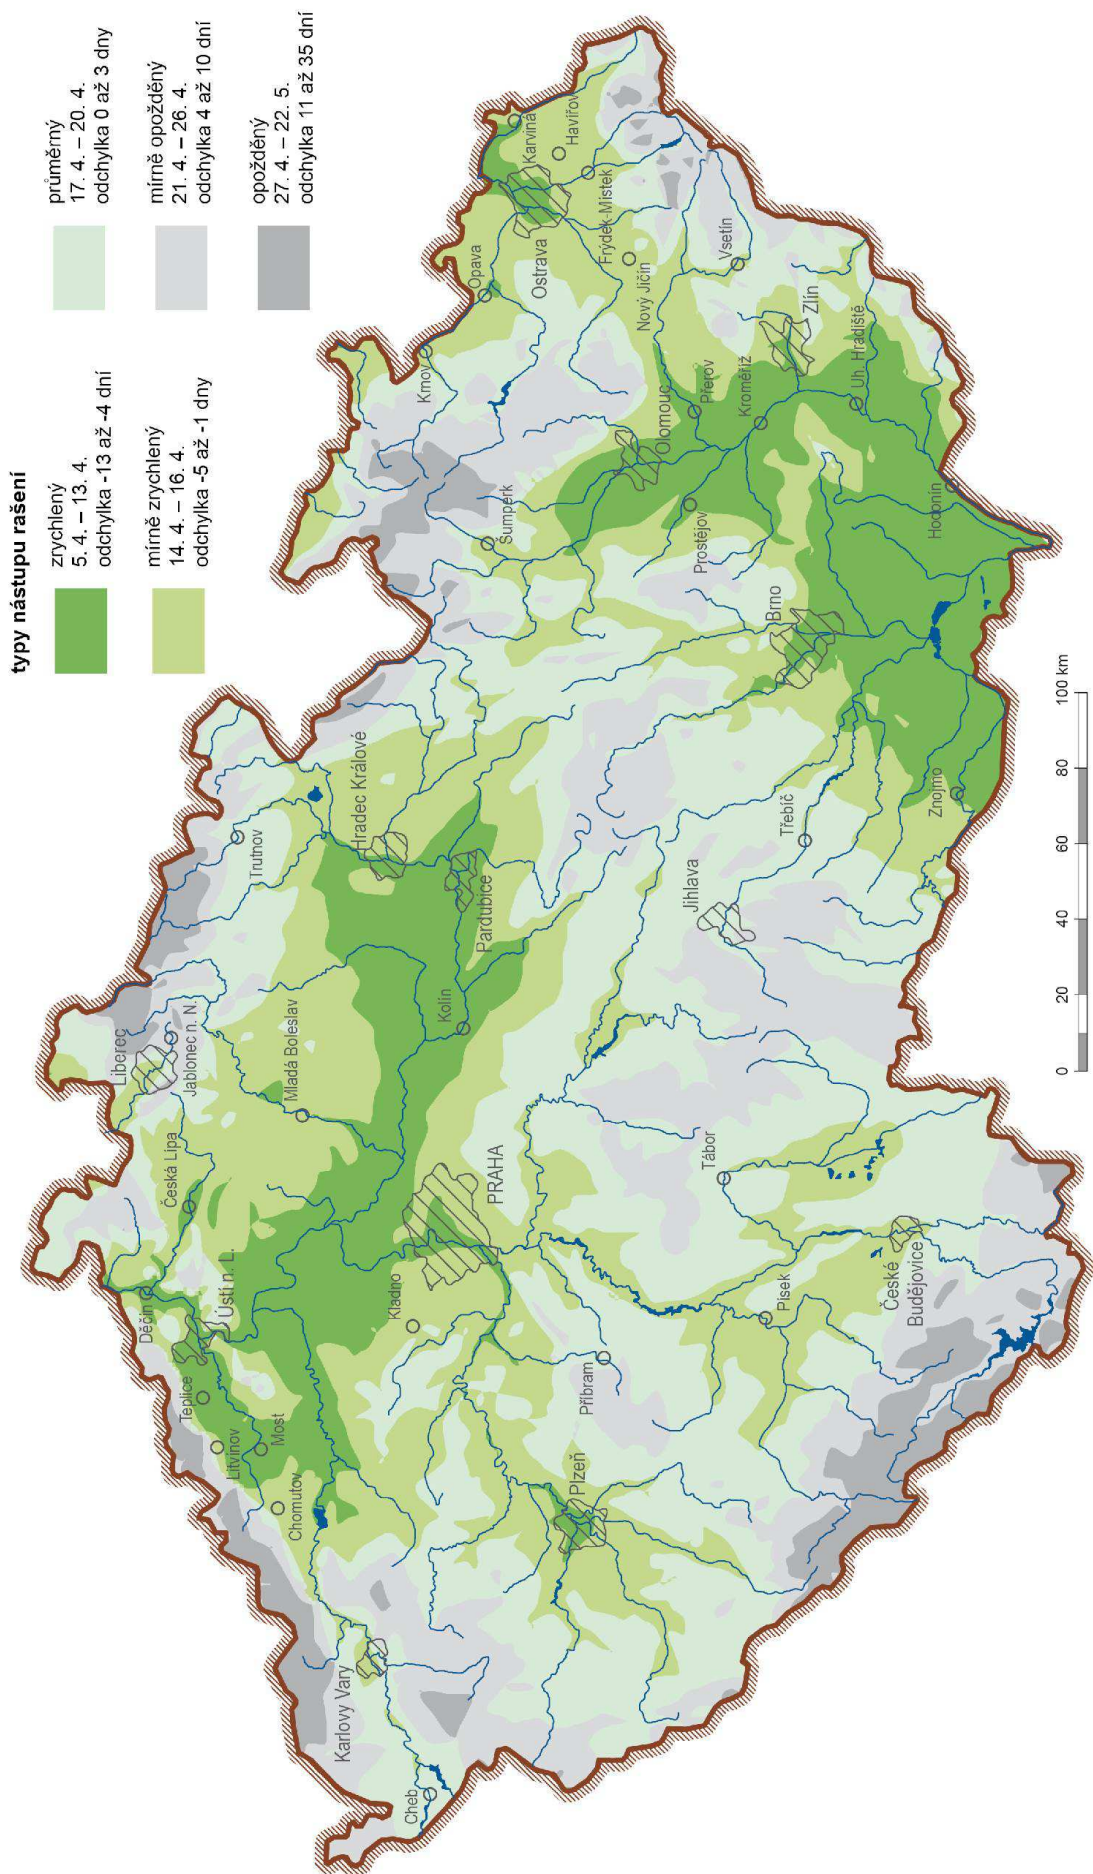 typy nástupu rašení
zrychlený
5. 4. – 13. 4.
odchylka -13 až -4 dní
mírně zrychlený
14. 4. – 16. 4.
odchylka -5 až -1 dny
průměrný
17. 4. – 20. 4.
odchylka 0 až 3 dny
mírně opožděný
21. 4. – 26. 4.
odchylka 4 až 10 dní
opožděný
27. 4. – 22. 5.
odchylka 11 až 35 dní
Liberec
Jablonec n. N.
Děčín
Česká Lipa
Ústí n. L.
Teplice
Litvínov
Most
Chomutov
Trutnov
Mladá Boleslav
Hradec Králové
Karlovy Vary
Cheb
Kladno
PRAHA
Kolín
Pardubice
Krnov
Opava
Karviná
Havířov
Ostrava
Frýdek-Místek
Nový Jičín
Šumperk
Plzeň
Příbram
Olomouc
Přerov
Prostějov
Kroměříž
Vsetín
Zlín
Tábor
Písek
Jihlava
Třebíč
Brno
Uh. Hradiště
České
Budějovice
Znojmo
Hodonín
0
20
40
60
80
100 km